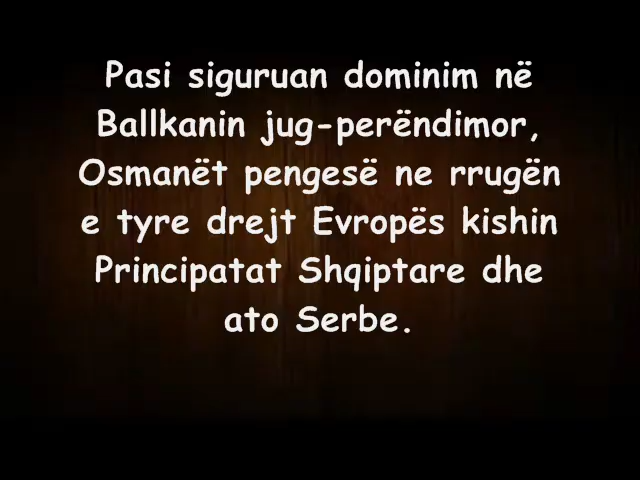 Pasi siguruan dominim në
Ballkanin jug-perëndimor,
Osmanët pengesë ne rrugën
e tyre drejt Evropës kishin
Principatat Shqiptare dhe
ato Serbe.